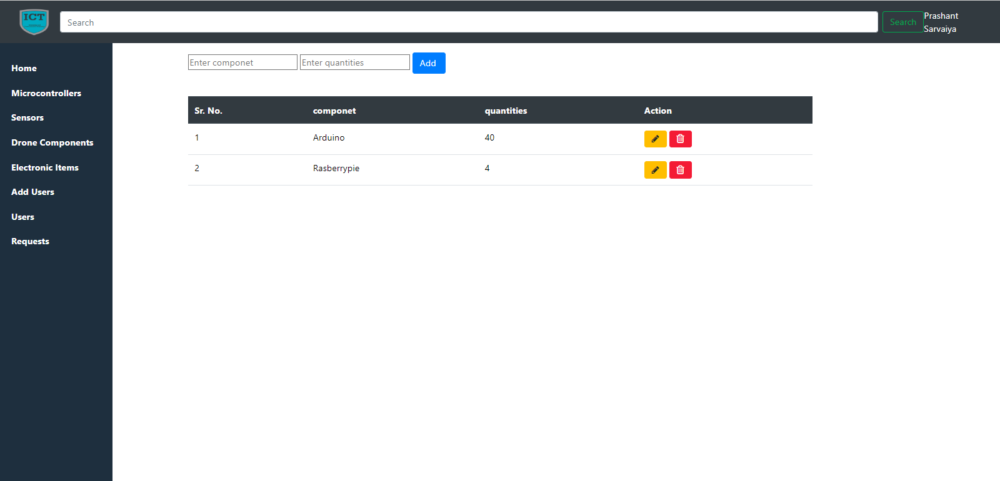 ICT
Search
Search
Prashant
Sarvaiya
Home
Microcontrollers
Sensors
Drone Components
Electronic Items
Add Users
Users
Requests
Enter componet Enter quantities Add
Sr. No. componet quantities Action
1 Arduino 40
2 Rasberrypie 4